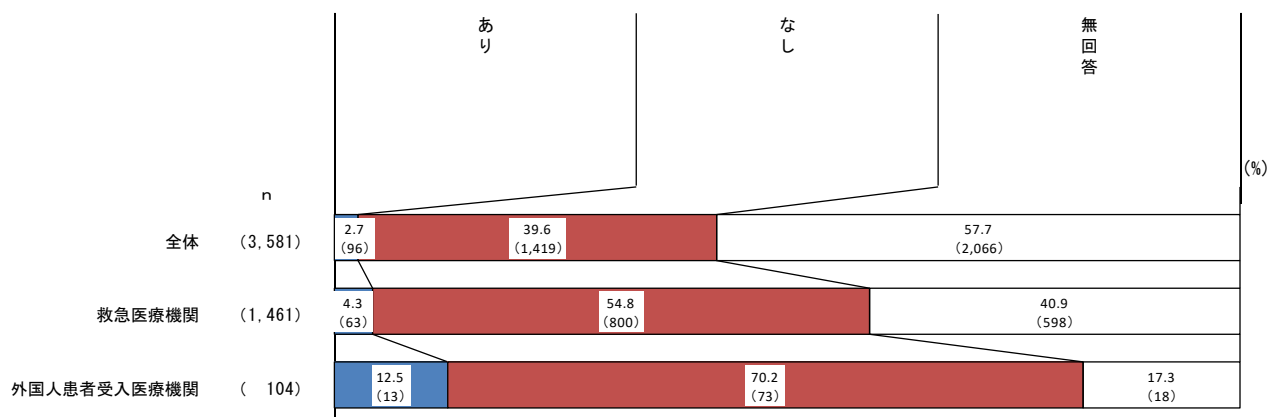 あり
なし
無回答
(%)
n
全体 (3,581) 2.7 39.6 57.7
(96) (1,419) (2,066)
救急医療機関 (1,461) 4.3 54.8 40.9
(63) (800) (598)
外国人患者受入医療機関 ( 104) 12.5 70.2 17.3
(13) (73) (18)